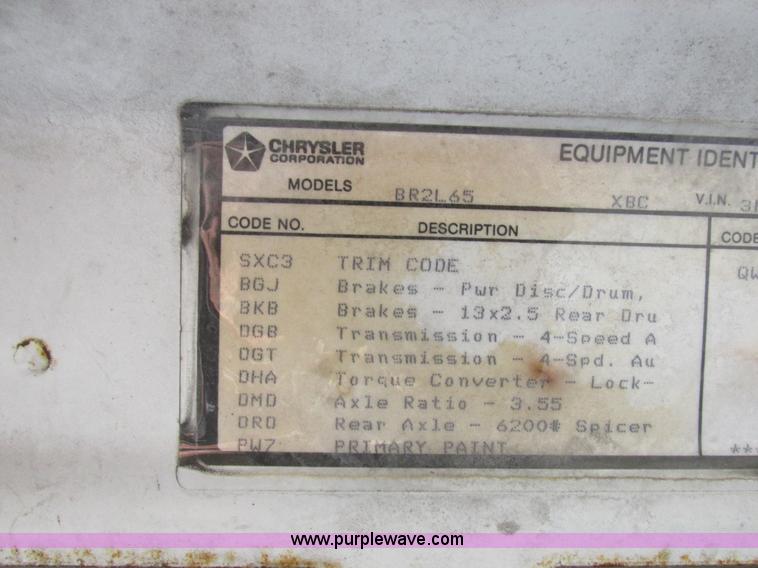 CHRYSLER
CORPORATION
EQUIPMENT IDENT
MODELS BR2L65 XBC V.I.N. 3
CODE NO. DESCRIPTION CODE
SXC3 TRIM CODE QW
BGJ Brakes - Pwr Disc/Drum,
BKB Brakes - 13x2.5 Rear Dru
DGB Transmission - 4-Speed A
DGT Transmission - 4-Spd. Au
DHA Torque Converter - Lock-
DMD Axle Ratio - 3.55
DRD Rear Axle - 6200# Spicer
PW7 PRIMARY PAINT **
www.purplewave.com